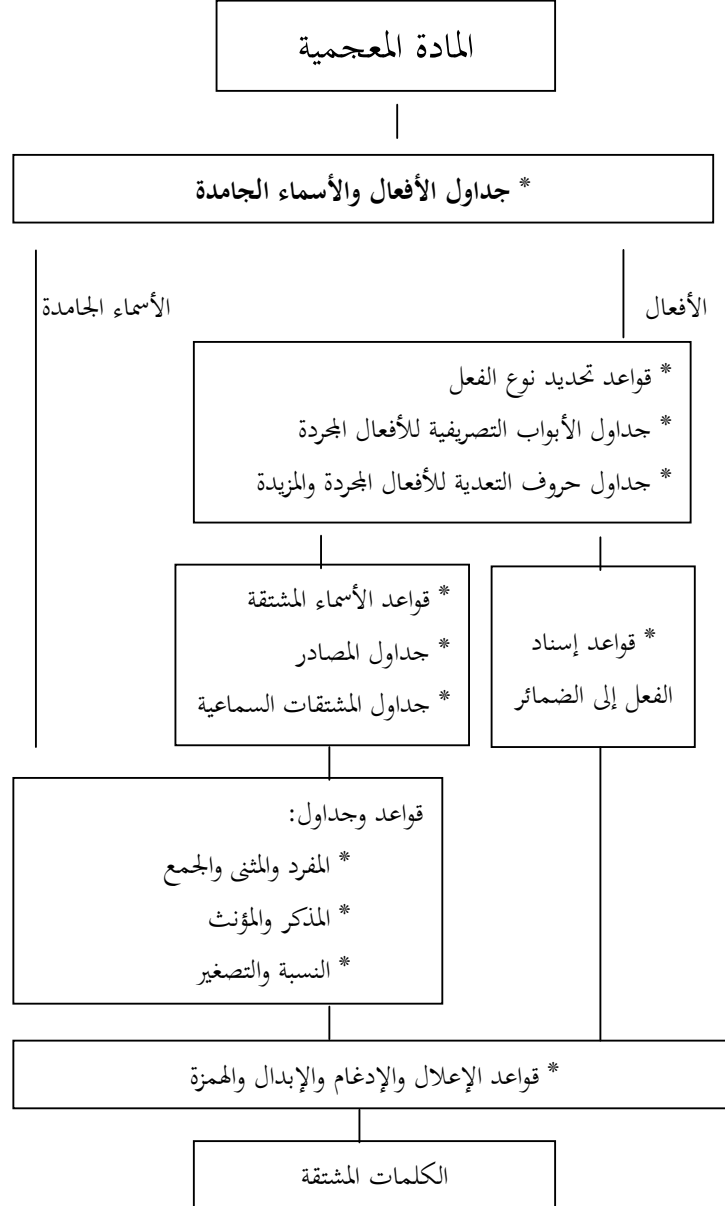 المادة المعجمية
* جداول الأفعال والأسماء الجامدة
الأفعال
الأسماء الجامدة
* قواعد تحديد نوع الفعل
* جداول الأبواب التصريفية للأفعال المجردة
* جداول حروف التعدية للأفعال المجردة والمزيدة
* قواعد إسناد
الفعل إلى الضمائر
* قواعد الأسماء المشتقة
* جداول المصادر
* جداول المشتقات السماعية
قواعد وجداول:
* المفرد والمثنى والجمع
* المذكر والمؤنث
* النسبة والتصغير
* قواعد الإعلال والإدغام والإبدال والهمزة
الكلمات المشتقة